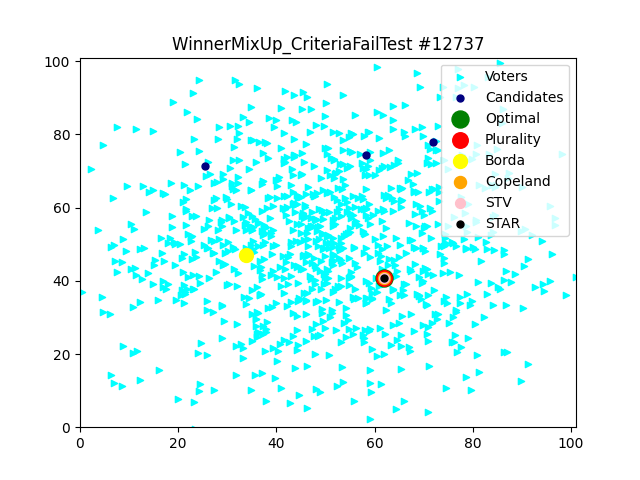 WinnerMixUp_CriteriaFailTest #12737
100
80
60
40
20
0
0
20
40
60
80
100
Voters
Candidates
Optimal
Plurality
Borda
Copeland
STV
STAR